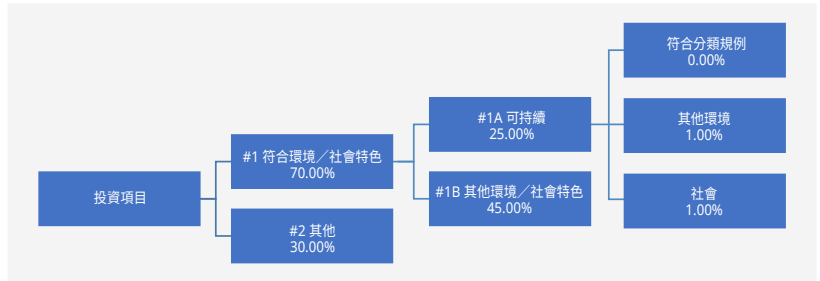 投資項目
#1 符合環境／社會特色
70.00%
#2 其他
30.00%
#1A 可持續
25.00%
#1B 其他環境／社會特色
45.00%
符合分類規例
0.00%
其他環境
1.00%
社會
1.00%